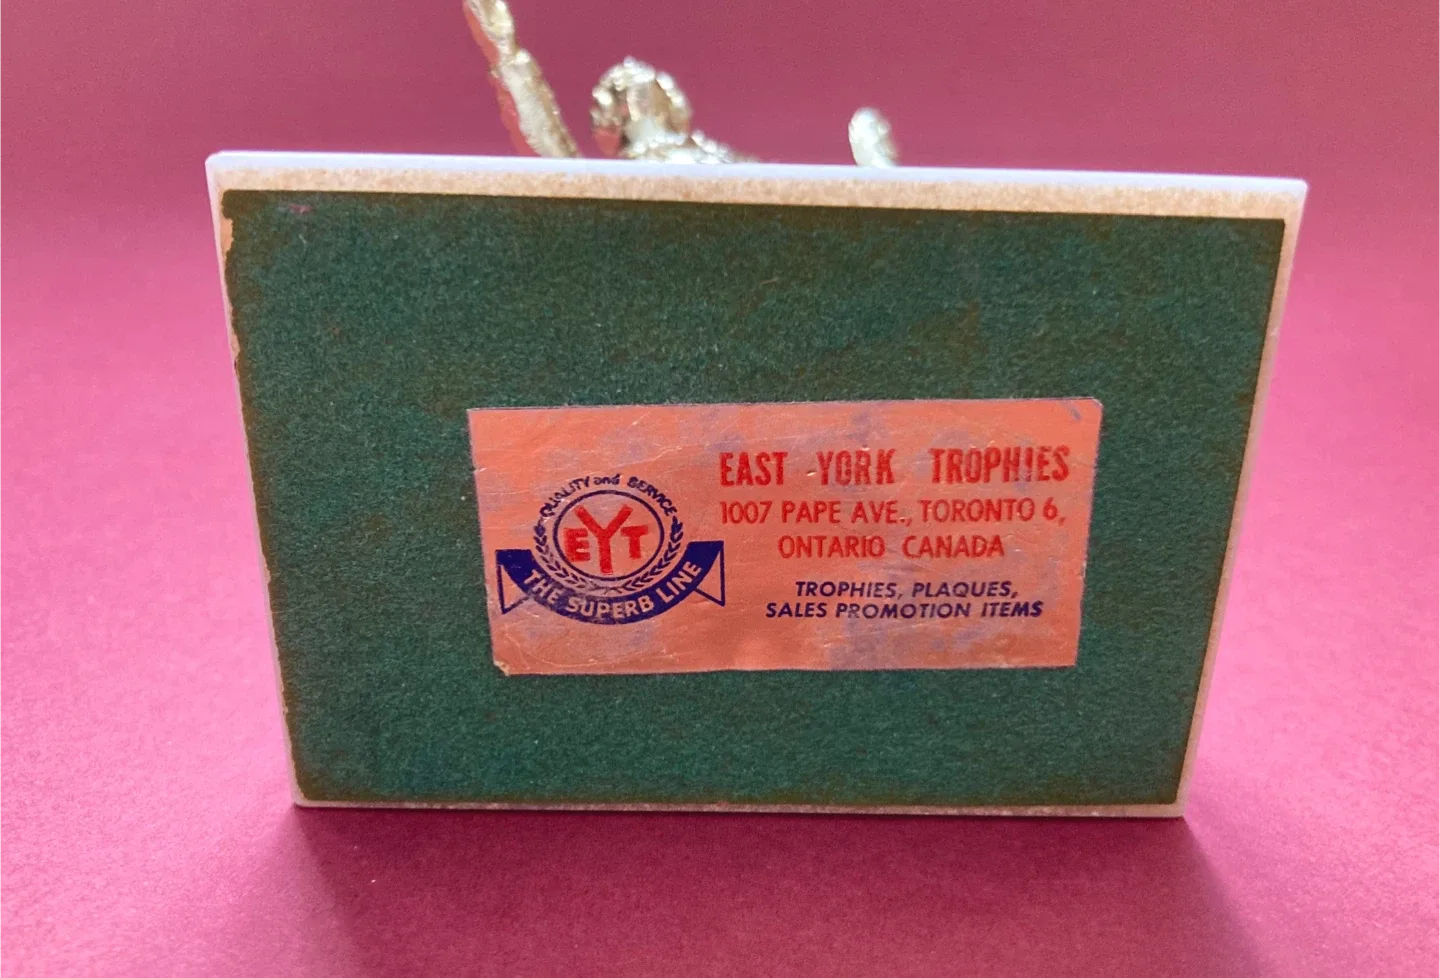 QUALITY and SERVICE
EYT
THE SUPERB LINE
EAST YORK TROPHIES
1007 PAPE AVE., TORONTO 6,
ONTARIO CANADA
TROPHIES, PLAQUES,
SALES PROMOTION ITEMS